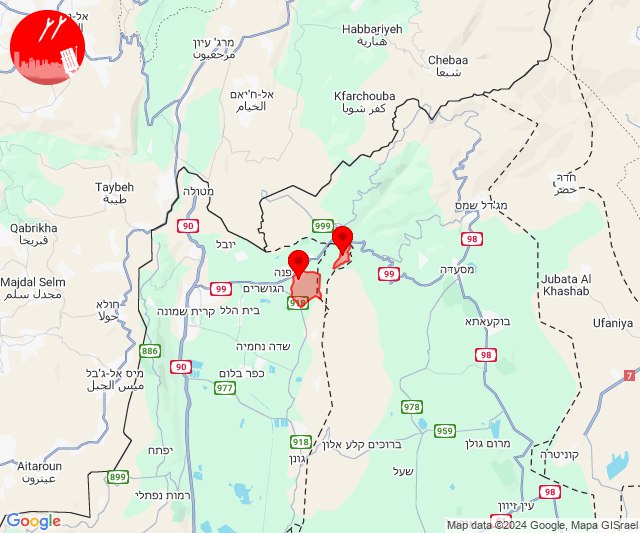 Habbariyeh
هبارية
מרג' עיון
مرجعيون
Chebaa
شبعا
אל-ח'יאם
الخيام
Kfarchouba
كفر شوبا
Taybeh
طيبة
מטולה
חדר
حضر
מג'דל שמס
999
90
98
Qabrikha
قبريخا
יובל
99
מסעדה
Majdal Selm
مجدل سلم
99
הגושרים
Jubata Al
Khashab
חולא
حولا
קרית שמונה
בית הלל
918
בוקעאתא
Ufaniya
886
שדה נחמיה
98
מיס אל-ג'בל
ميس الجبل
90
כפר בלום
977
7
978
959
918
ברוכים קלע אלון
מרום גולן
יפתח
גונן
קוניטרה
Aitaroun
عيترون
899
שעל
רמות נפתלי
98
עין זיוון
Google
Map data ©2024 Google, Mapa GISrael